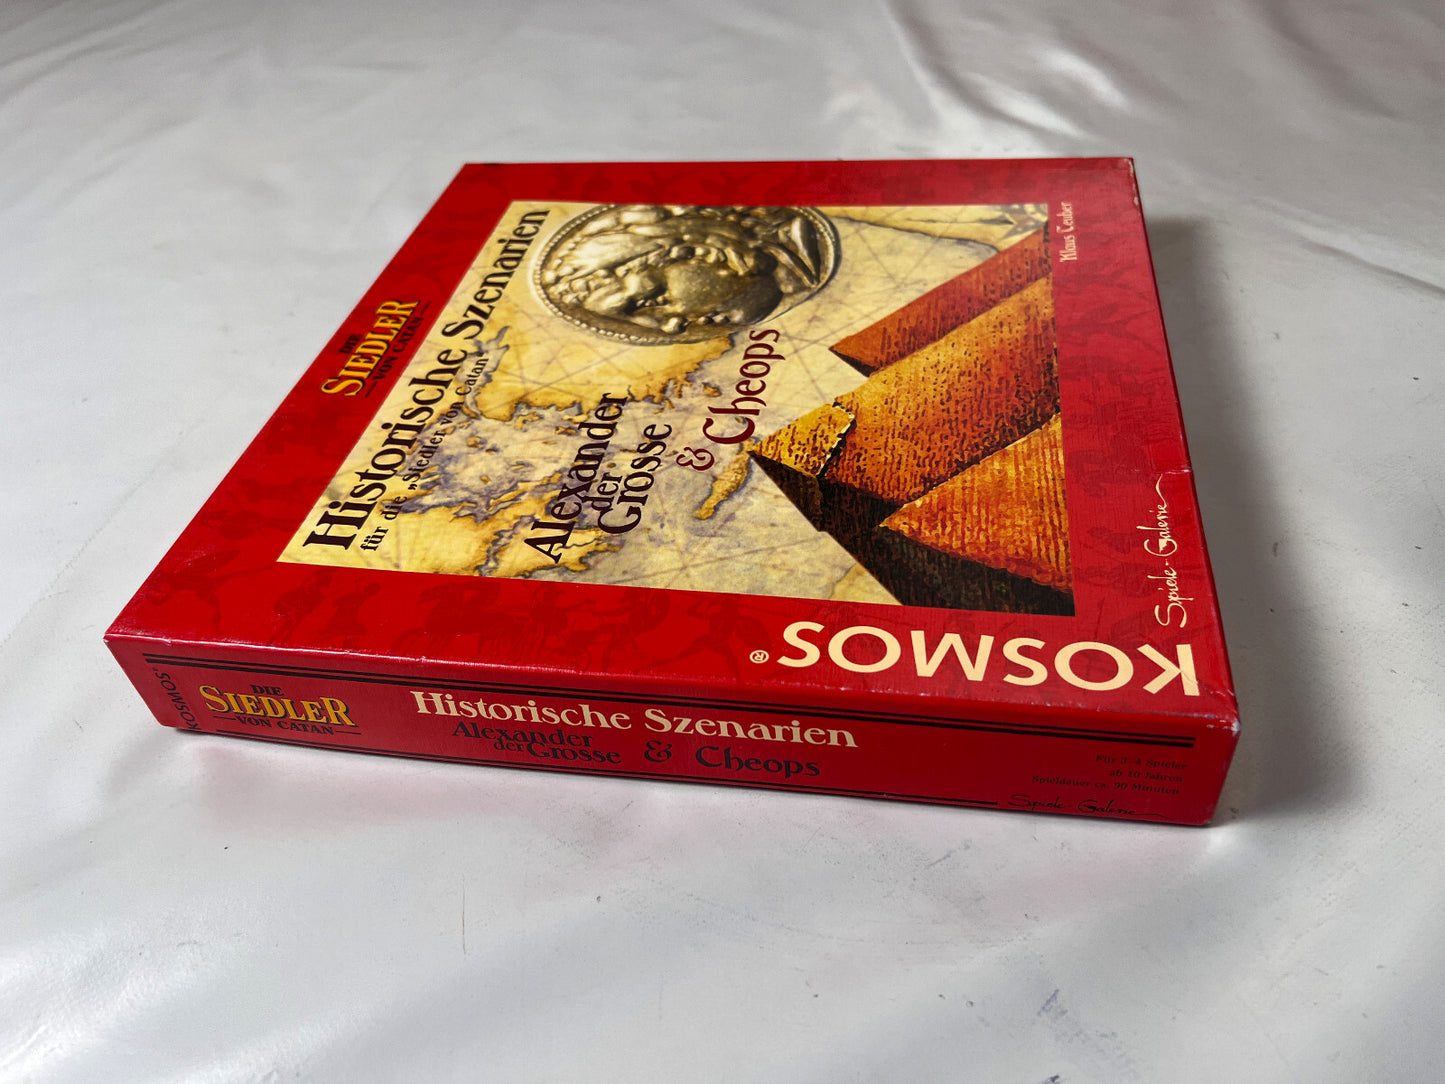 DIE
SIEDLER
VON CATAN
Historische Szenarien
für die „Siedler von Catan“
Alexander
der
Grosse
& Cheops
Klaus Teuber
KOSMOS®
Spiele-Galerie
KOSMOS
DIE
SIEDLER
VON CATAN
Historische Szenarien
Alexander
der Grosse & Cheops
Für 3-4 Spieler
ab 10 Jahren
Spieldauer ca. 90 Minuten
Spiele-Galerie